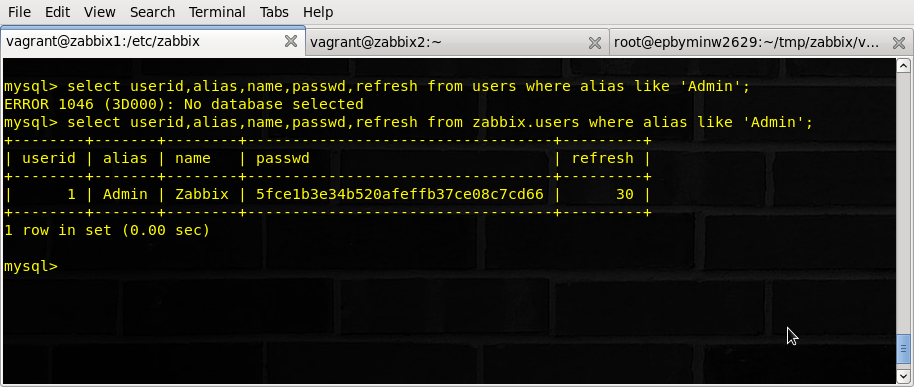 File Edit View Search Terminal Tabs Help
vagrant@zabbix1:/etc/zabbix vagrant@zabbix2:~ root@epbyminw2629:~/tmp/zabbix/v...
mysql> select userid,alias,name,passwd,refresh from users where alias like 'Admin';
ERROR 1046 (3D000): No database selected
mysql> select userid,alias,name,passwd,refresh from zabbix.users where alias like 'Admin';
+--------+-------+--------+----------------------------------+---------+
| userid | alias | name   | passwd                           | refresh |
+--------+-------+--------+----------------------------------+---------+
|      1 | Admin | Zabbix | 5fce1b3e34b520afeffb37ce08c7cd66 |      30 |
+--------+-------+--------+----------------------------------+---------+
1 row in set (0.00 sec)
mysql>